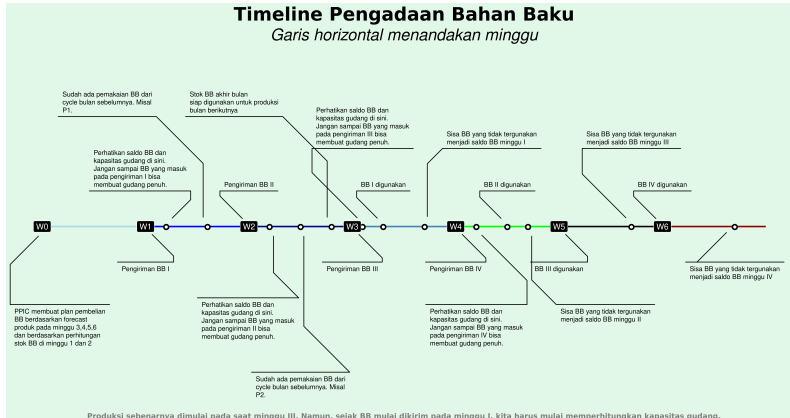 Timeline Pengadaan Bahan Baku
Garis horizontal menandakan minggu
Sudah ada pemakaian BB dari
cycle bulan sebelumnya. Misal
P1.
Stok BB akhir bulan
siap digunakan untuk produksi
bulan berikutnya
Perhatikan saldo BB dan
kapasitas gudang di sini.
Jangan sampai BB yang masuk
pada pengiriman III bisa
membuat gudang penuh.
Sisa BB yang tidak tergunakan
menjadi saldo BB minggu I
Sisa BB yang tidak tergunakan
menjadi saldo BB minggu III
Perhatikan saldo BB dan
kapasitas gudang di sini.
Jangan sampai BB yang masuk
pada pengiriman I bisa
membuat gudang penuh.
Pengiriman BB II
BB I digunakan
BB II digunakan
BB IV digunakan
W0
W1
W2
W3
W4
W5
W6
Pengiriman BB I
Pengiriman BB III
Pengiriman BB IV
BB III digunakan
Sisa BB yang tidak tergunakan
menjadi saldo BB minggu IV
PPIC membuat plan pembelian
BB berdasarkan forecast
produk pada minggu 3,4,5,6
dan berdasarkan perhitungan
stok BB di minggu 1 dan 2
Perhatikan saldo BB dan
kapasitas gudang di sini.
Jangan sampai BB yang masuk
pada pengiriman II bisa
membuat gudang penuh.
Perhatikan saldo BB dan
kapasitas gudang di sini.
Jangan sampai BB yang masuk
pada pengiriman IV bisa
membuat gudang penuh.
Sisa BB yang tidak tergunakan
menjadi saldo BB minggu II
Sudah ada pemakaian BB dari
cycle bulan sebelumnya. Misal
P2.
Produksi sebenarnya dimulai pada saat minggu III. Namun, sejak BB mulai dikirim pada minggu I, kita harus mulai memperhitungkan kapasitas gudang.